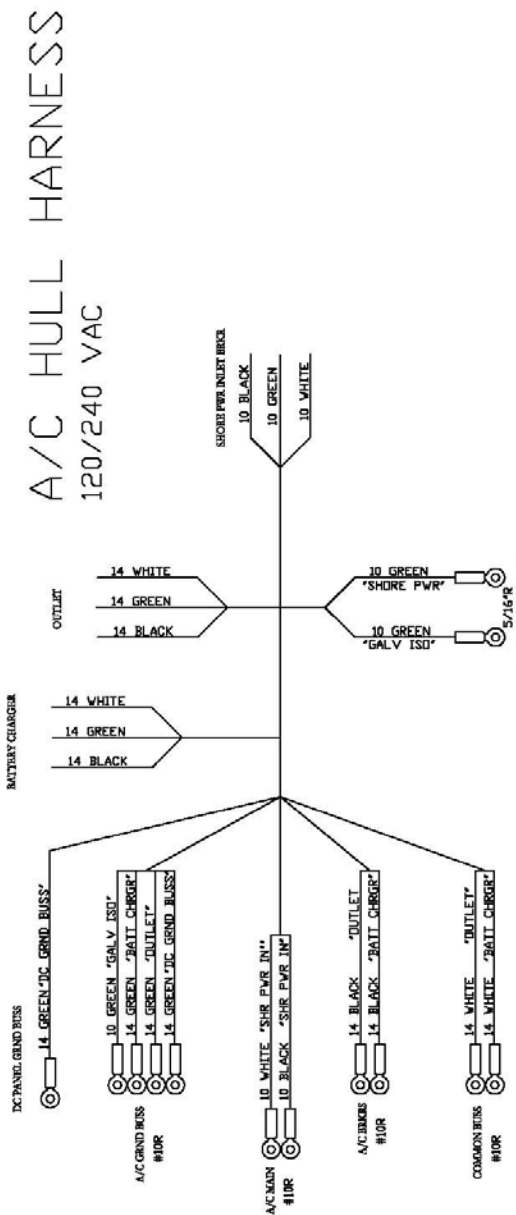 A/C HULL HARNESS
120/240 VAC
SHORE PWR INLET BRKR
10 BLACK
10 GREEN
10 WHITE
OUTLET
14 WHITE
14 GREEN
14 BLACK
10 GREEN
"SHORE PWR"
10 GREEN
"GALV ISO"
5/16"R
BATTERY CHARGER
14 WHITE
14 GREEN
14 BLACK
DC PANEL GRND BUSS
14 GREEN"DC GRND BUSS"
A/C GRND BUSS
#10R
10 GREEN "GALV ISO"
14 GREEN "BATT CHRGR"
14 GREEN "OUTLET"
14 GREEN"DC GRND BUSS"
A/C MAIN
#10R
10 WHITE "SHR PWR IN"
10 BLACK "SHR PWR IN"
A/C BRKRS
#10R
14 BLACK "OUTLET
14 BLACK "BATT CHRGR"
COMMON BUSS
#10R
14 WHITE "OUTLET"
14 WHITE "BATT CHRGR"